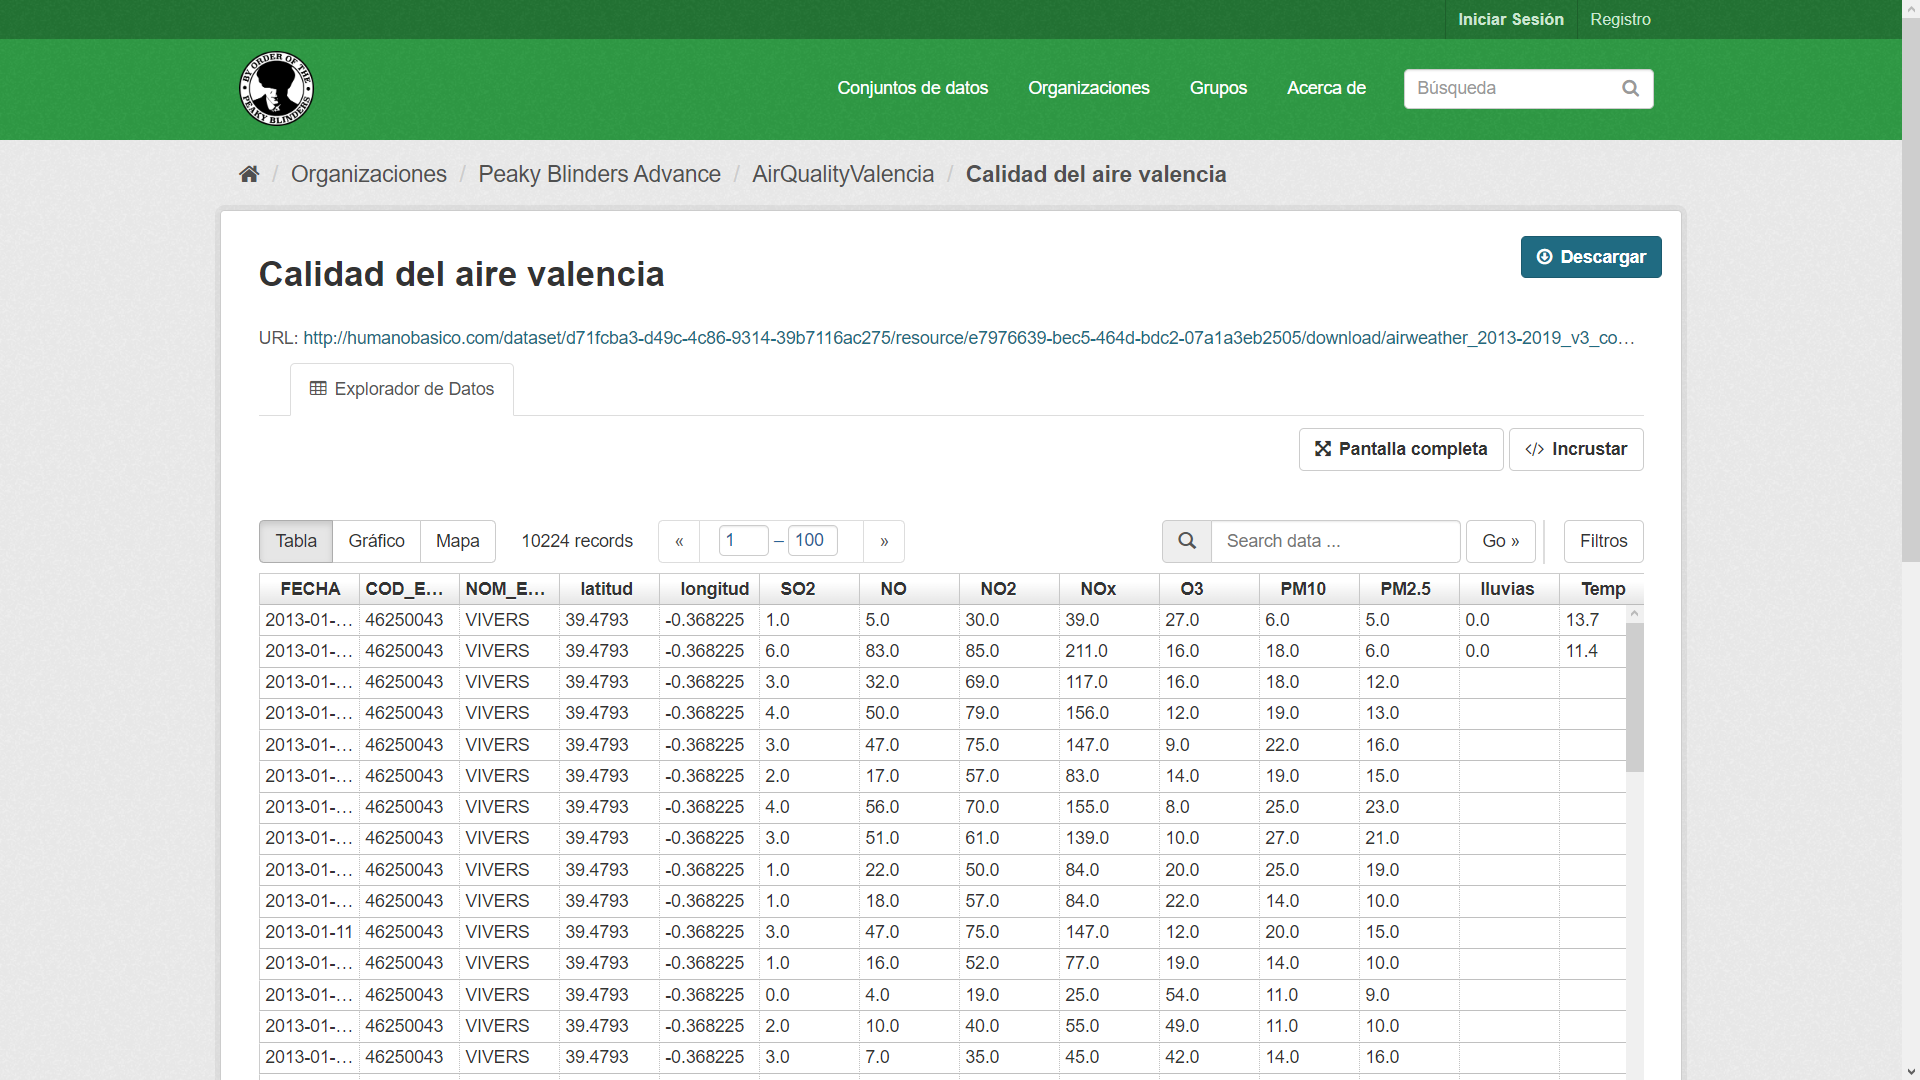 Iniciar Sesión Registro
BY ORDER OF THE PEAKY BLINDERS
Conjuntos de datos Organizaciones Grupos Acerca de Búsqueda
/ Organizaciones / Peaky Blinders Advance / AirQualityValencia / Calidad del aire valencia
Descargar
Calidad del aire valencia
URL: http://humanobasico.com/dataset/d71fcba3-d49c-4c86-9314-39b7116ac275/resource/e7976639-bec5-464d-bdc2-07a1a3eb2505/download/airweather_2013-2019_v3_co…
Explorador de Datos
Pantalla completa </> Incrustar
Tabla Gráfico Mapa 10224 records « 1 – 100 » Search data ... Go » Filtros
FECHA COD_E… NOM_E… latitud longitud SO2 NO NO2 NOx O3 PM10 PM2.5 lluvias Temp
2013-01-… 46250043 VIVERS 39.4793 -0.368225 1.0 5.0 30.0 39.0 27.0 6.0 5.0 0.0 13.7
2013-01-… 46250043 VIVERS 39.4793 -0.368225 6.0 83.0 85.0 211.0 16.0 18.0 6.0 0.0 11.4
2013-01-… 46250043 VIVERS 39.4793 -0.368225 3.0 32.0 69.0 117.0 16.0 18.0 12.0
2013-01-… 46250043 VIVERS 39.4793 -0.368225 4.0 50.0 79.0 156.0 12.0 19.0 13.0
2013-01-… 46250043 VIVERS 39.4793 -0.368225 3.0 47.0 75.0 147.0 9.0 22.0 16.0
2013-01-… 46250043 VIVERS 39.4793 -0.368225 2.0 17.0 57.0 83.0 14.0 19.0 15.0
2013-01-… 46250043 VIVERS 39.4793 -0.368225 4.0 56.0 70.0 155.0 8.0 25.0 23.0
2013-01-… 46250043 VIVERS 39.4793 -0.368225 3.0 51.0 61.0 139.0 10.0 27.0 21.0
2013-01-… 46250043 VIVERS 39.4793 -0.368225 1.0 22.0 50.0 84.0 20.0 25.0 19.0
2013-01-… 46250043 VIVERS 39.4793 -0.368225 1.0 18.0 57.0 84.0 22.0 14.0 10.0
2013-01-11 46250043 VIVERS 39.4793 -0.368225 3.0 47.0 75.0 147.0 12.0 20.0 15.0
2013-01-… 46250043 VIVERS 39.4793 -0.368225 1.0 16.0 52.0 77.0 19.0 14.0 10.0
2013-01-… 46250043 VIVERS 39.4793 -0.368225 0.0 4.0 19.0 25.0 54.0 11.0 9.0
2013-01-… 46250043 VIVERS 39.4793 -0.368225 2.0 10.0 40.0 55.0 49.0 11.0 10.0
2013-01-… 46250043 VIVERS 39.4793 -0.368225 3.0 7.0 35.0 45.0 42.0 14.0 16.0